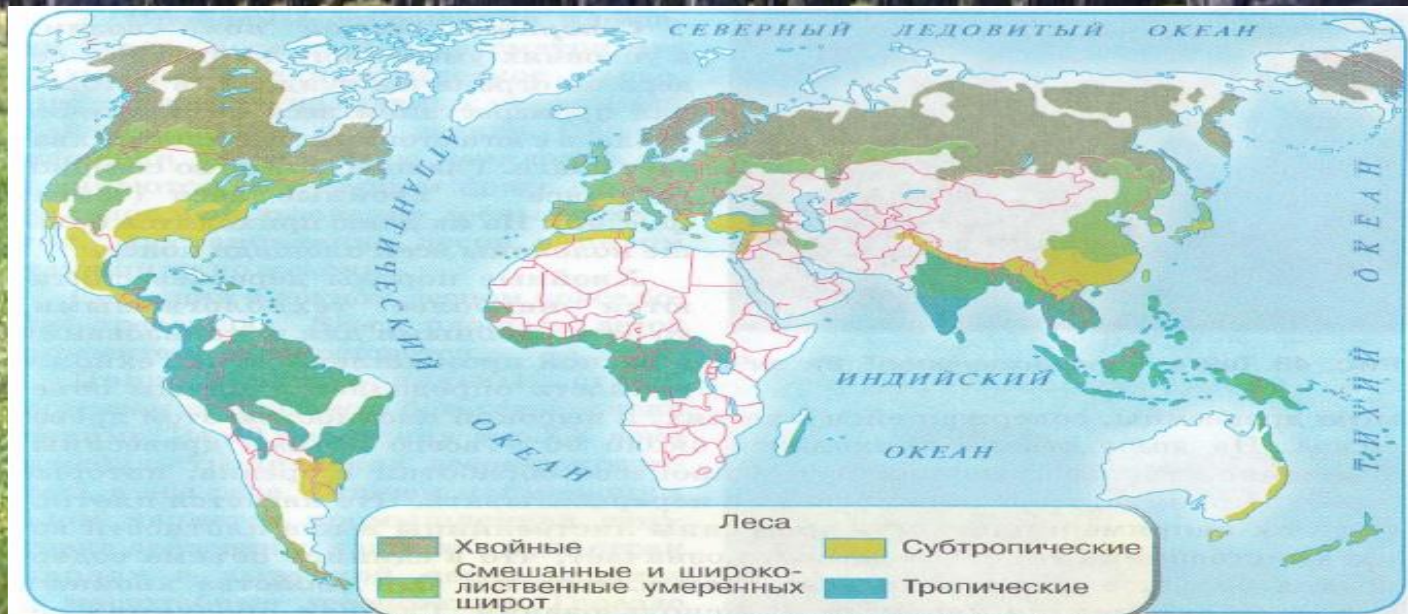 СЕВЕРНЫЙ ЛЕДОВИТЫЙ ОКЕАН
АТЛАНТИЧЕСКИЙ
ОКЕАН
ИНДИЙСКИЙ
ОКЕАН
ТИХИЙ ОКЕАН
Леса
Хвойные
Смешанные и широко-
лиственные умеренных
широт
Субтропические
Тропические